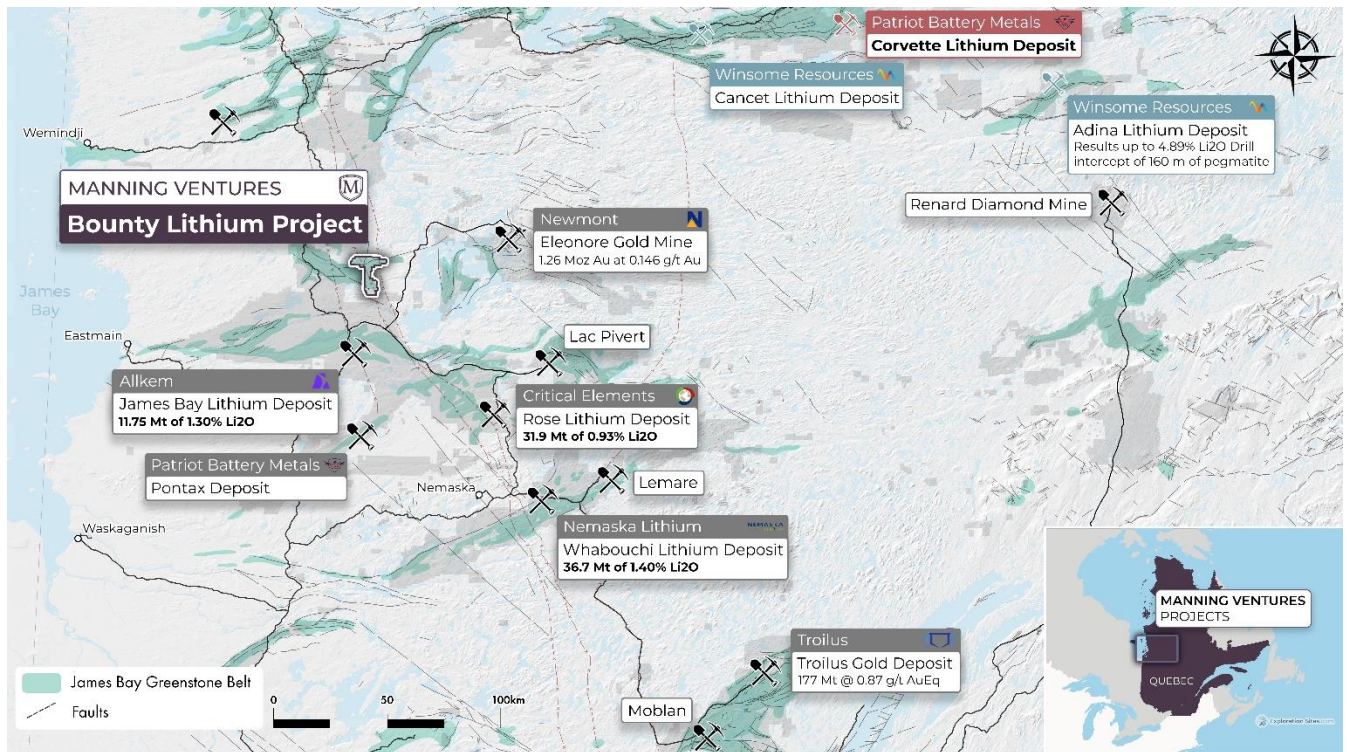 Patriot Battery Metals
Corvette Lithium Deposit
Winsome Resources
Cancet Lithium Deposit
Winsome Resources
Adina Lithium Deposit
Results up to 4.89% Li2O Drill
intercept of 160 m of pegmatite
Wemindji
MANNING VENTURES
M
Bounty Lithium Project
Renard Diamond Mine
Newmont
N
Eleonore Gold Mine
1.26 Moz Au at 0.146 g/t Au
James
Bay
Eastmain
Lac Pivert
Allkem
James Bay Lithium Deposit
11.75 Mt of 1.30% Li2O
Critical Elements
Rose Lithium Deposit
31.9 Mt of 0.93% Li2O
Patriot Battery Metals
Pontax Deposit
Nemaska
Lemare
Waskaganish
Nemaska Lithium
NEMASKA
Whabouchi Lithium Deposit
36.7 Mt of 1.40% Li2O
MANNING VENTURES
PROJECTS
QUEBEC
Troilus
Troilus Gold Deposit
177 Mt @ 0.87 g/t AuEq
James Bay Greenstone Belt
Faults
0 50 100km
Moblan
Exploration Sites.com